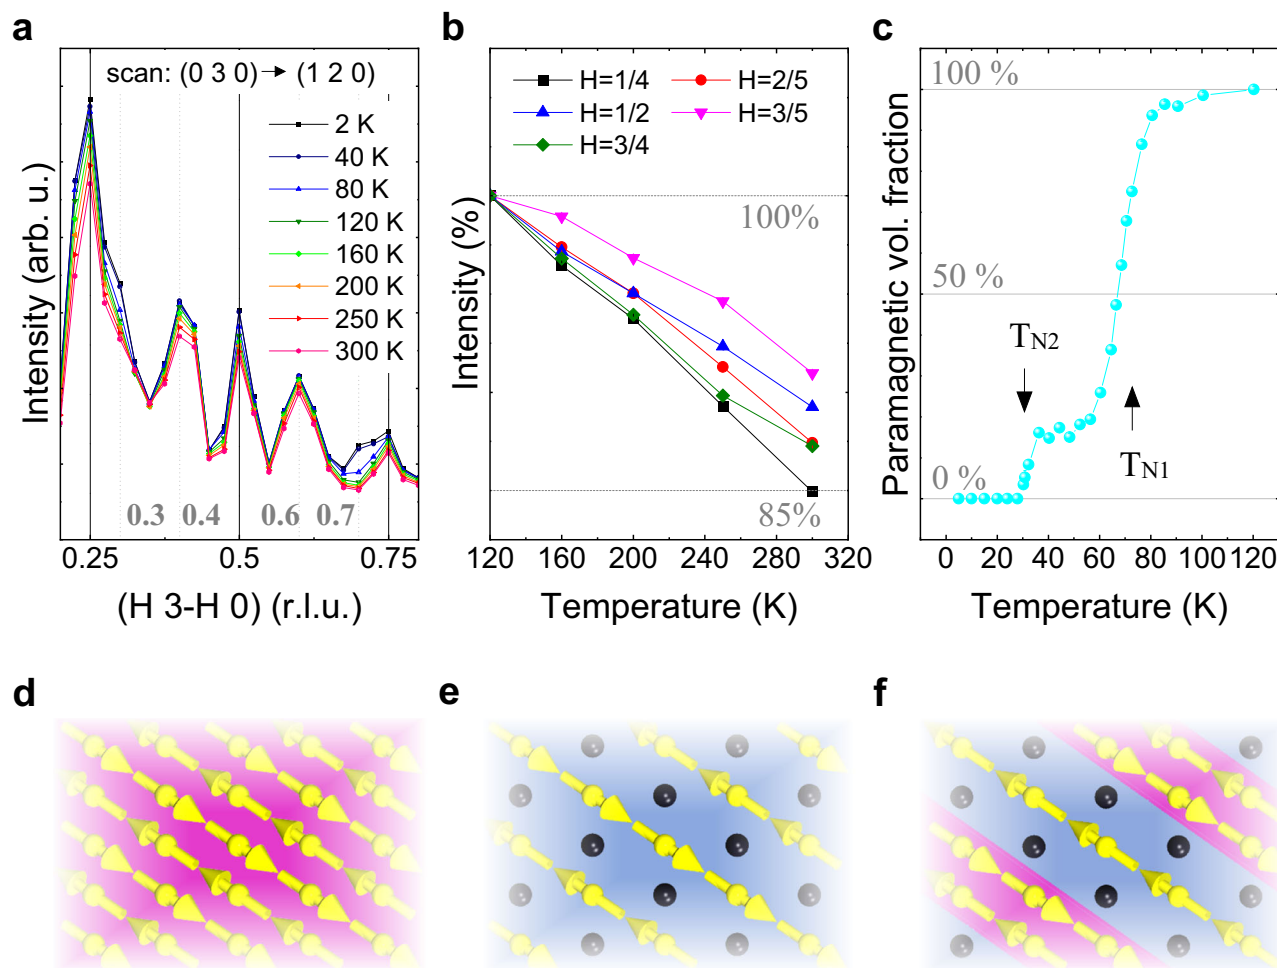 a
scan: (0 3 0) → (1 2 0)
2 K
40 K
80 K
120 K
160 K
200 K
250 K
300 K
Intensity (arb. u.)
0.3 0.4 0.6 0.7
0.25 0.5 0.75
(H 3-H 0) (r.l.u.)
b
H=1/4 H=2/5
H=1/2 H=3/5
H=3/4
100%
85%
Intensity (%)
120 160 200 240 280 320
Temperature (K)
c
100 %
50 %
0 %
TN2
TN1
Paramagnetic vol. fraction
0 20 40 60 80 100 120
Temperature (K)
d
e
f